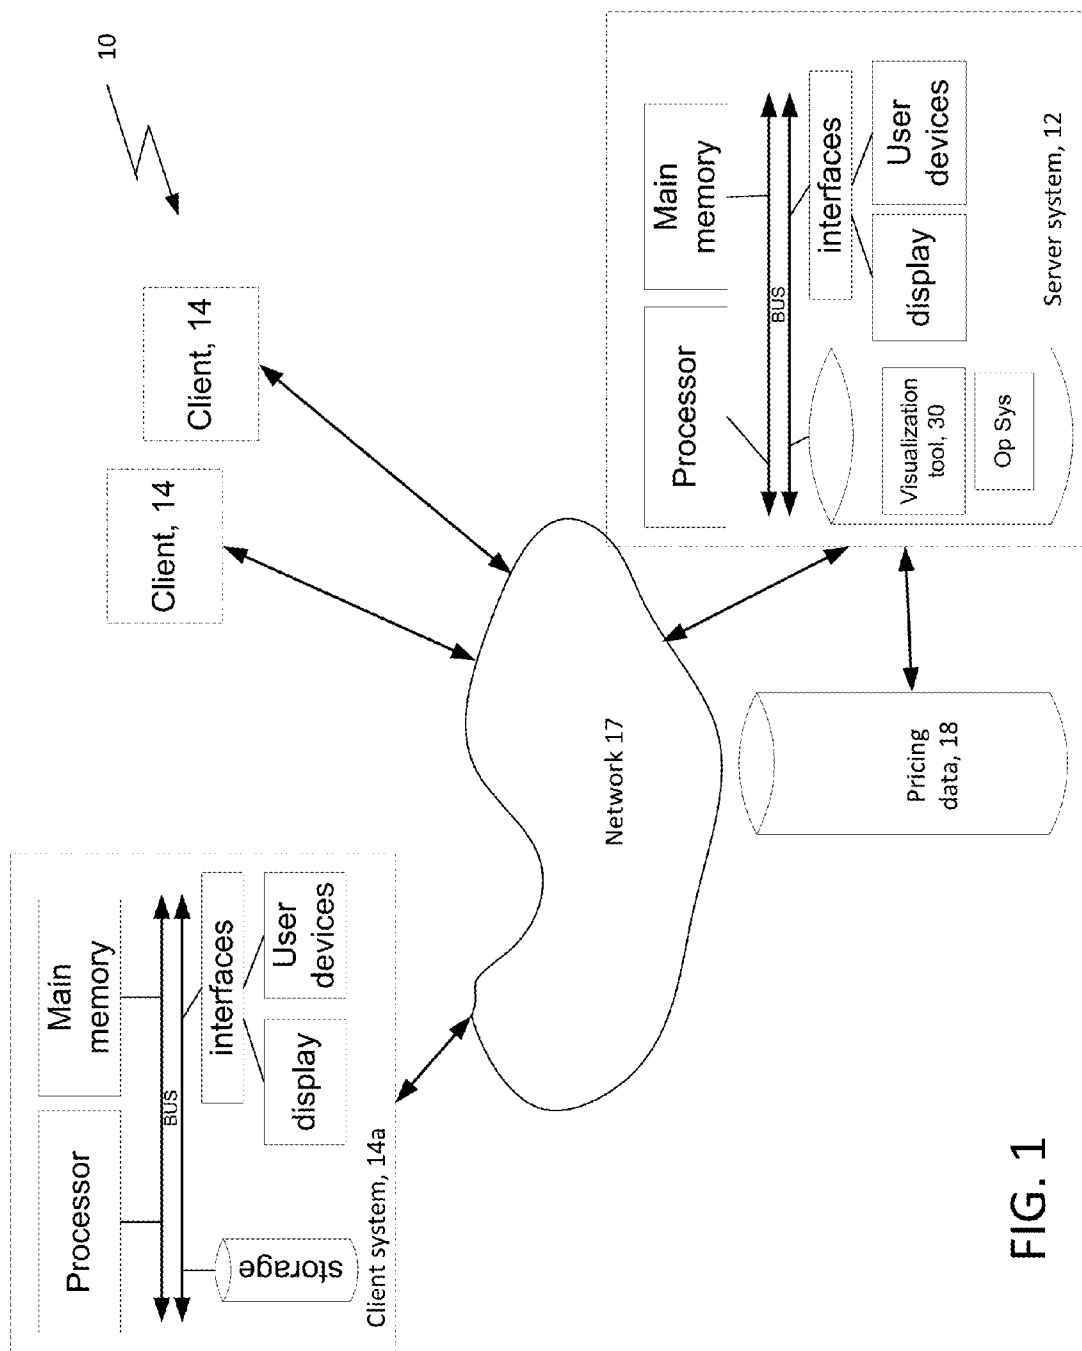 10
Client, 14
Client, 14
Processor
Main
memory
BUS
storage
interfaces
display
User
devices
Client system, 14a
Network 17
Processor
Main
memory
BUS
interfaces
display
User
devices
Visualization
tool, 30
Op Sys
Server system, 12
Pricing
data, 18
FIG. 1